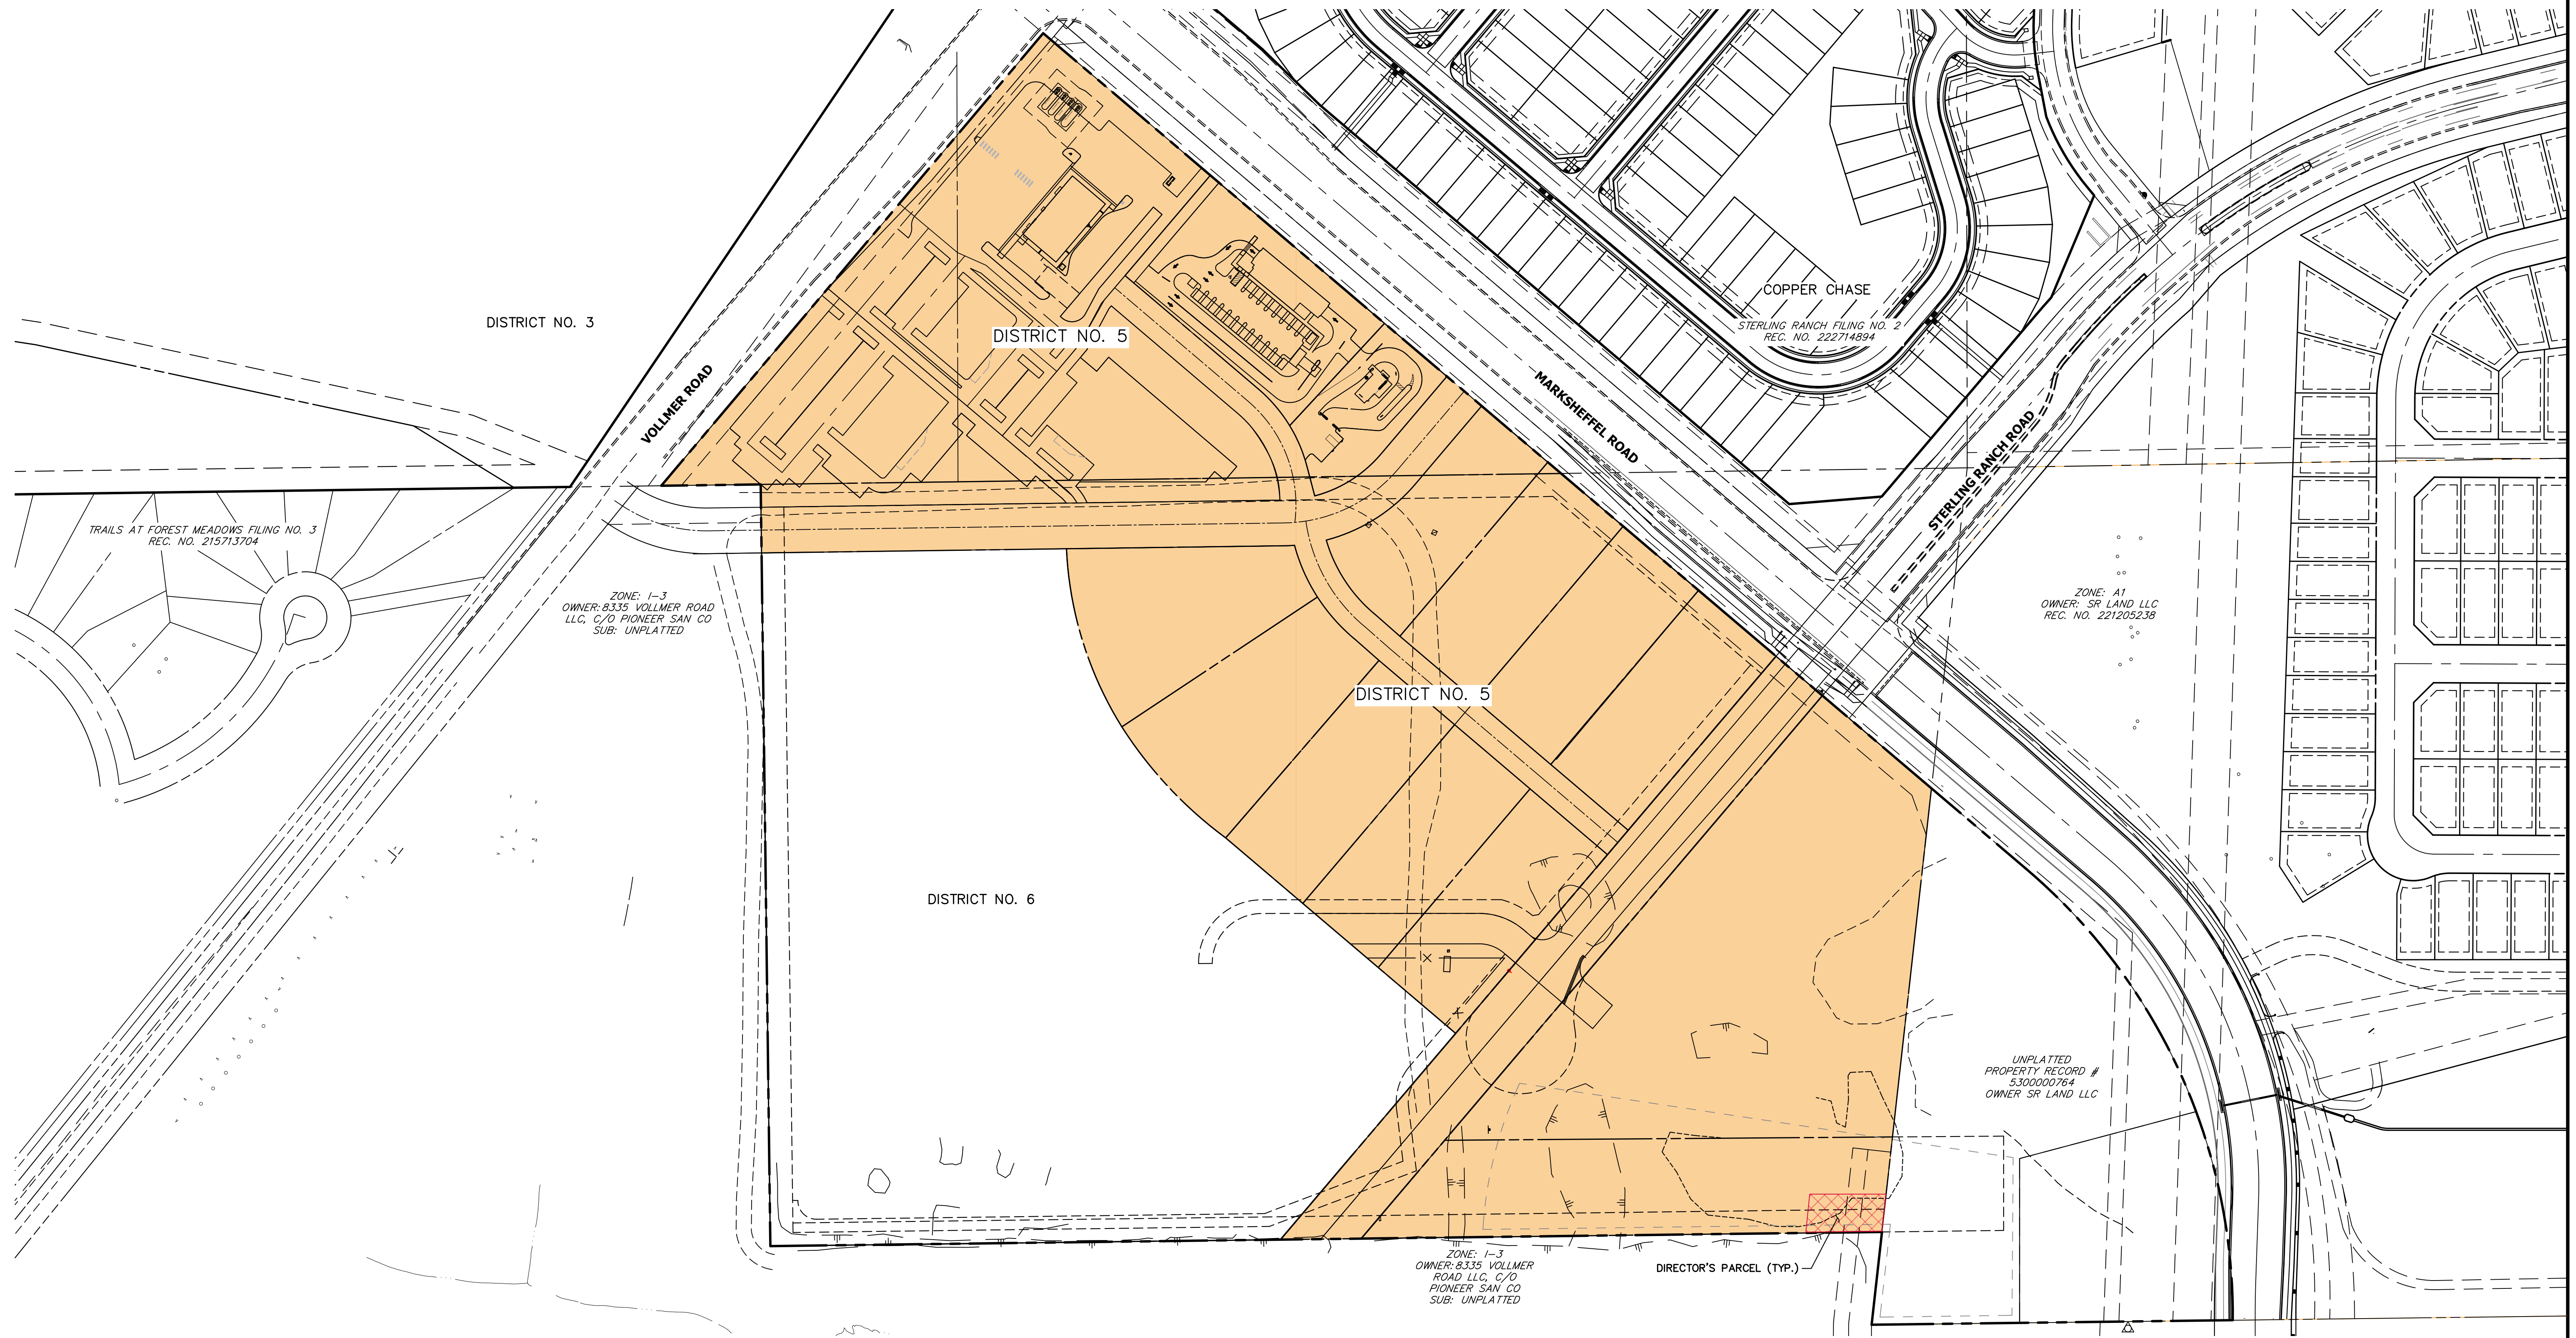 COPPER CHASE
STERLING RANCH FILING NO. 2
REC. NO. 222714894
DISTRICT NO. 3
DISTRICT NO. 5
VOLLMER ROAD
MARKSHEFFEL ROAD
STERLING RANCH ROAD
TRAILS AT FOREST MEADOWS FILING NO. 3
REC. NO. 215713704
ZONE: I-3
OWNER: 8335 VOLLMER ROAD
LLC, C/O PIONEER SAN CO
SUB: UNPLATTED
ZONE: A1
OWNER: SR LAND LLC
REC. NO. 221205238
DISTRICT NO. 5
DISTRICT NO. 6
UNPLATTED
PROPERTY RECORD #
5300000764
OWNER SR LAND LLC
ZONE: I-3
OWNER: 8335 VOLLMER
ROAD LLC, C/O
PIONEER SAN CO
SUB: UNPLATTED
DIRECTOR'S PARCEL (TYP.)